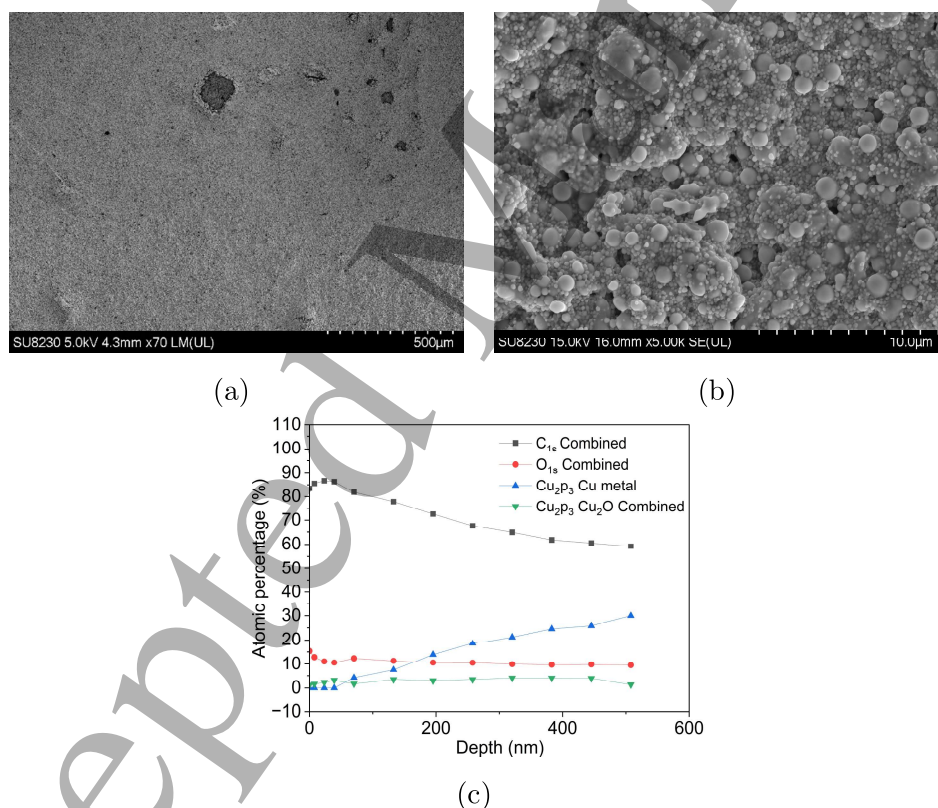 SU8230 5.0kV 4.3mm x70 LM(UL)
500µm
SU8230 15.0kV 16.0mm x5.00k SE(UL)
10.0µm
(a)
(b)
110
100
90
80
70
60
50
40
30
20
10
0
−10
Atomic percentage (%)
C1s Combined
O1s Combined
Cu2p3 Cu metal
Cu2p3 Cu2O Combined
0
200
400
600
Depth (nm)
(c)